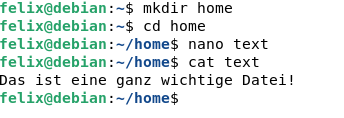 felix@debian:~$ mkdir home
felix@debian:~$ cd home
felix@debian:~/home$ nano text
felix@debian:~/home$ cat text
Das ist eine ganz wichtige Datei!
felix@debian:~/home$